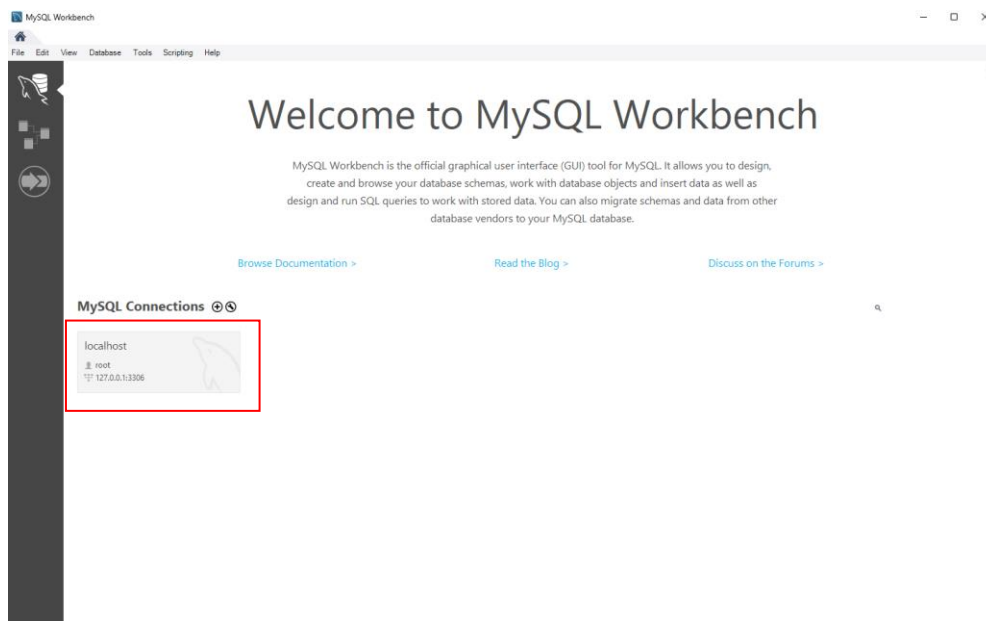 MySQL Workbench
File Edit View Database Tools Scripting Help
Welcome to MySQL Workbench
MySQL Workbench is the official graphical user interface (GUI) tool for MySQL. It allows you to design,
create and browse your database schemas, work with database objects and insert data as well as
design and run SQL queries to work with stored data. You can also migrate schemas and data from other
database vendors to your MySQL database.
Browse Documentation > Read the Blog > Discuss on the Forums >
MySQL Connections
localhost
root
127.0.0.1:3306